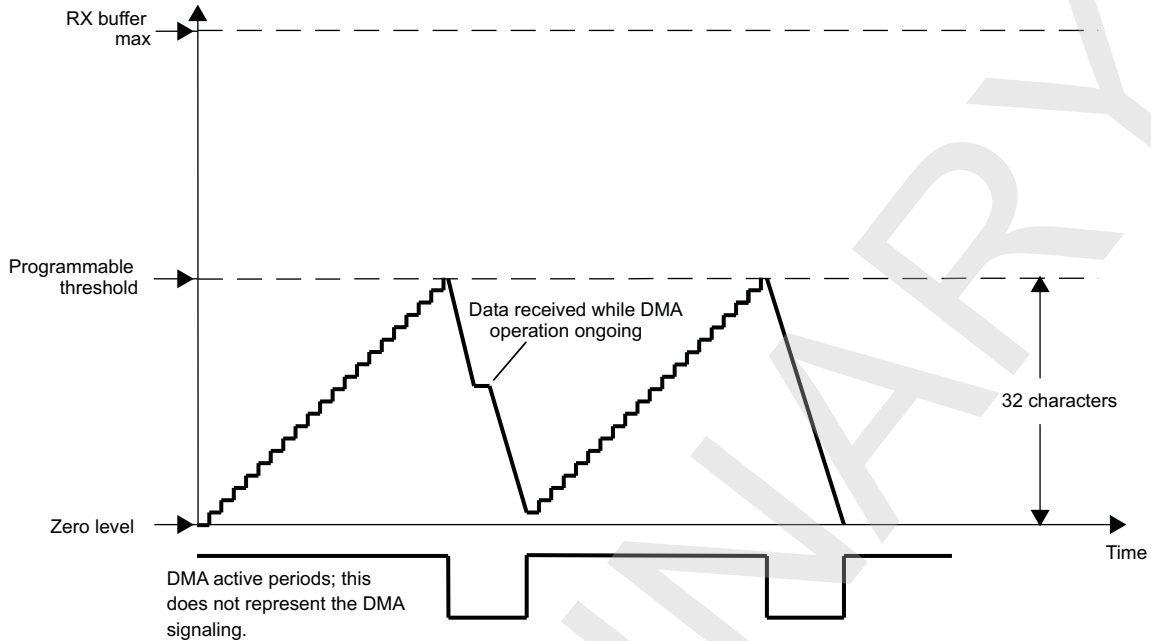 RX buffer
max
Programmable
threshold
Data received while DMA
operation ongoing
32 characters
Zero level
Time
DMA active periods; this
does not represent the DMA
signaling.